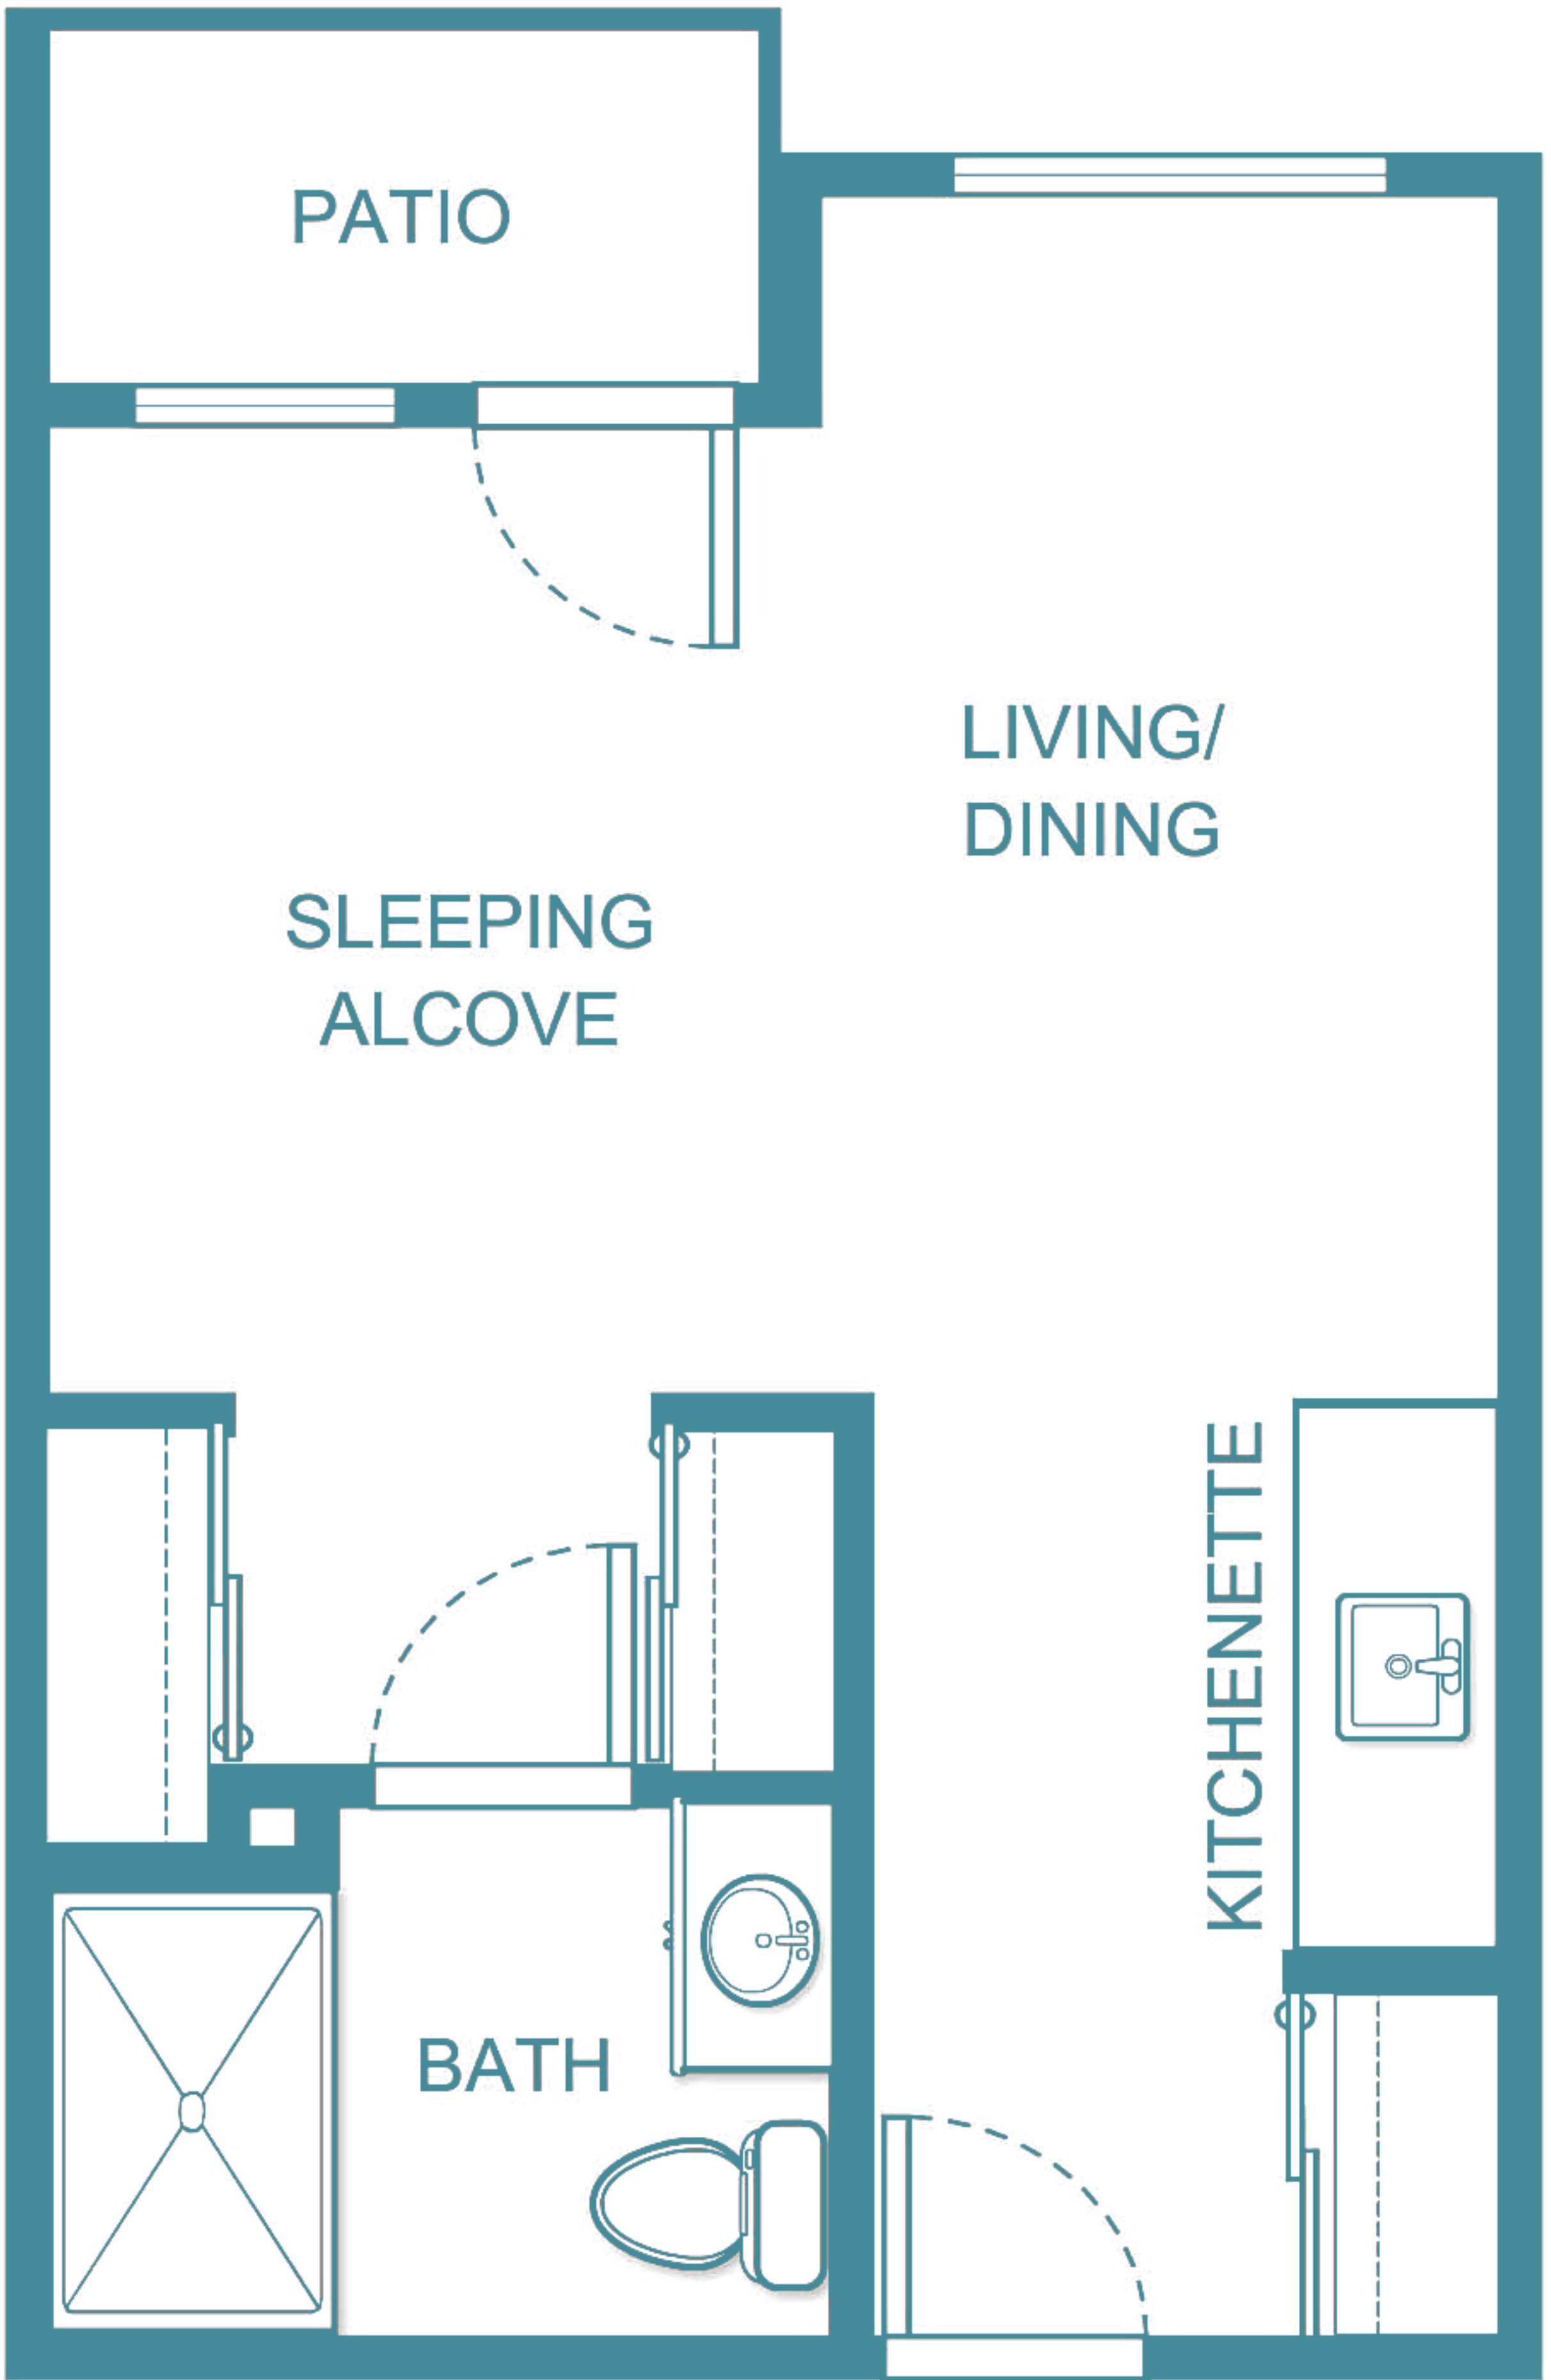 PATIO
LIVING/
DINING
SLEEPING
ALCOVE
KITCHENETTE
BATH